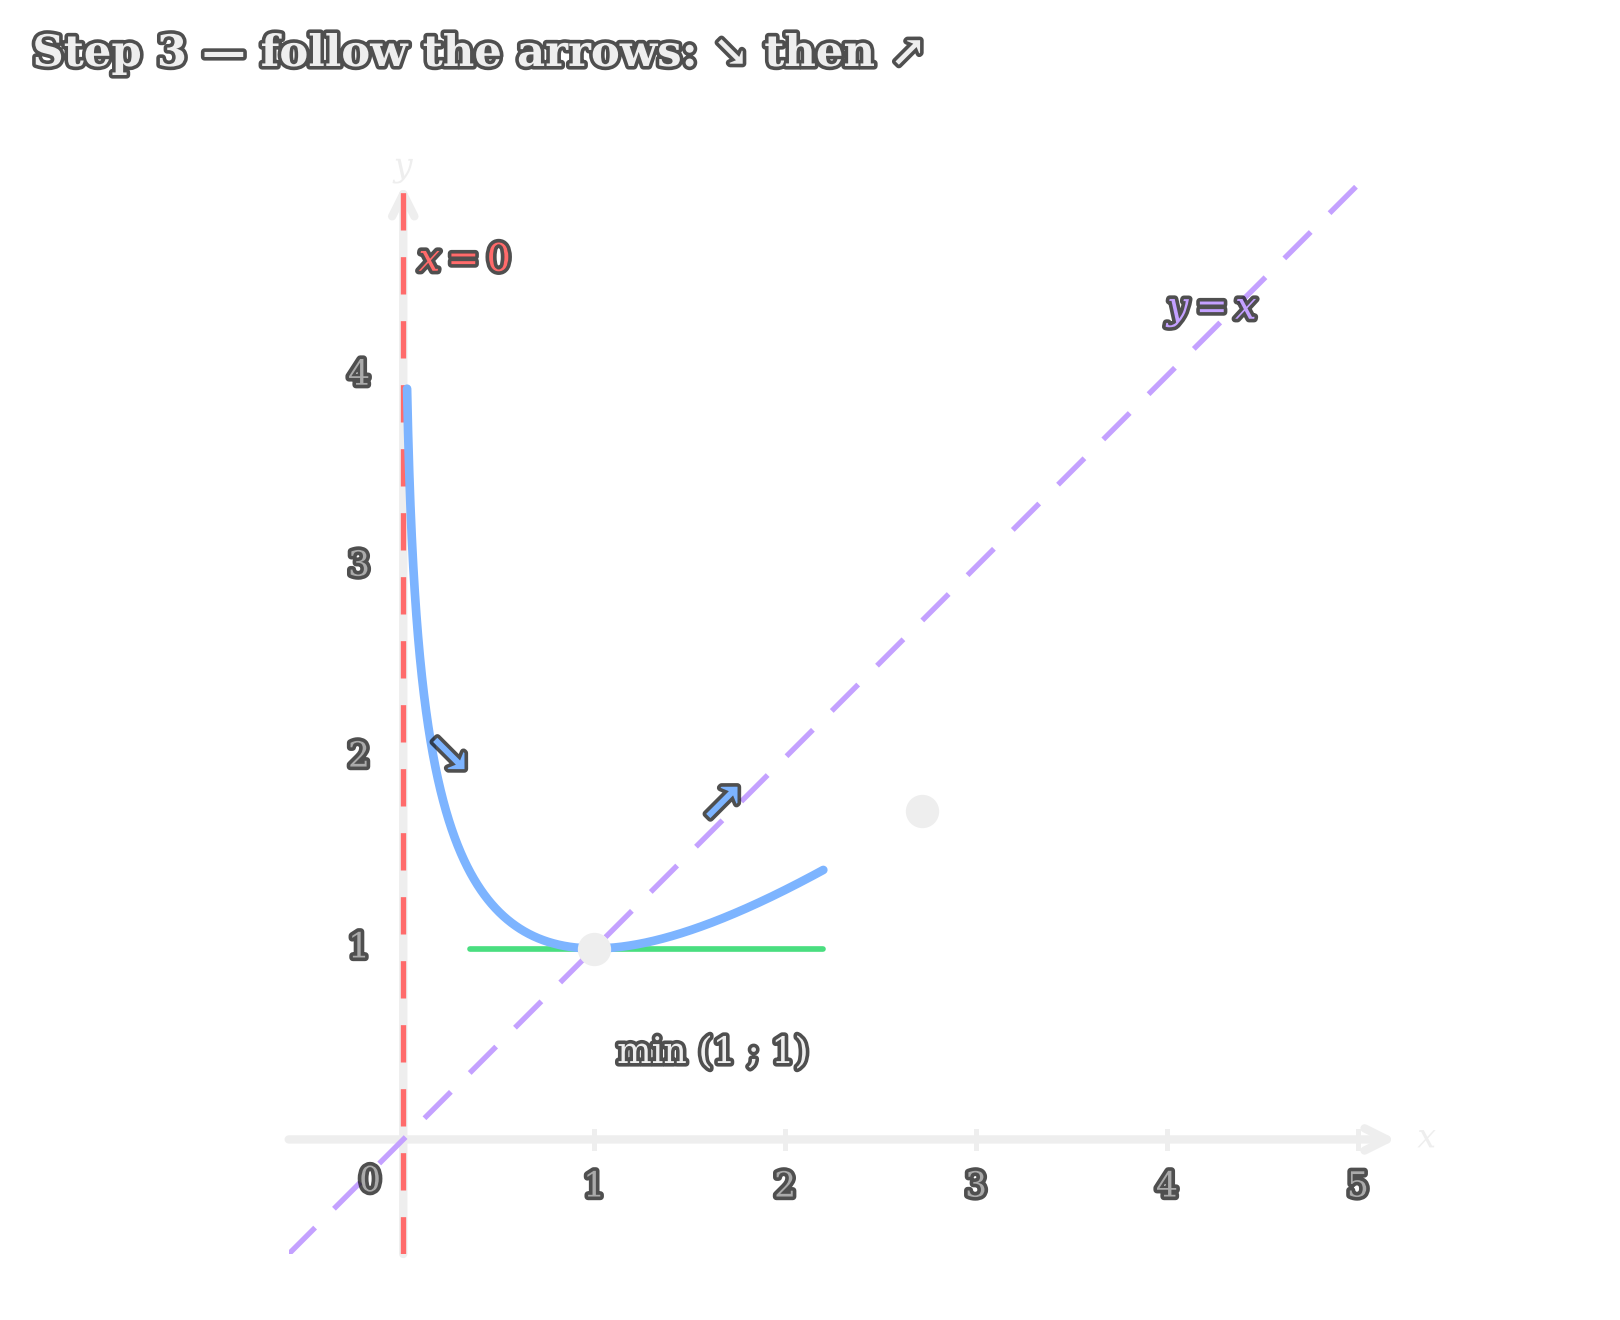 Step 3 — follow the arrows: ↘ then ↗
y
x = 0
y = x
4
3
2
1
min (1 ; 1)
x
0 1 2 3 4 5